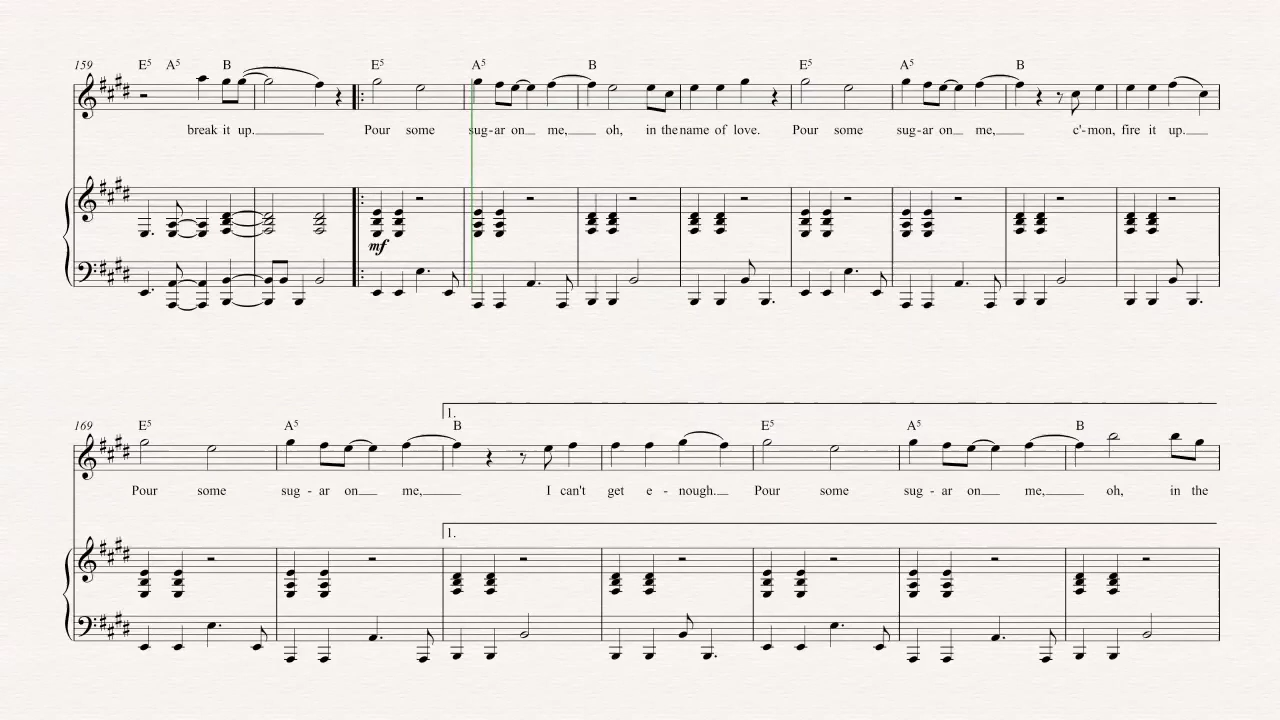 159 E5 A5 B E5 A5 B E5 A5 B
break it up. Pour some sug-ar on me, oh, in the name of love. Pour some sug-ar on me, c'-mon, fire it up.
mf
1.
169 E5 A5 B E5 A5 B
Pour some sug - ar on me, I can't get e - nough. Pour some sug - ar on me, oh, in the
1.